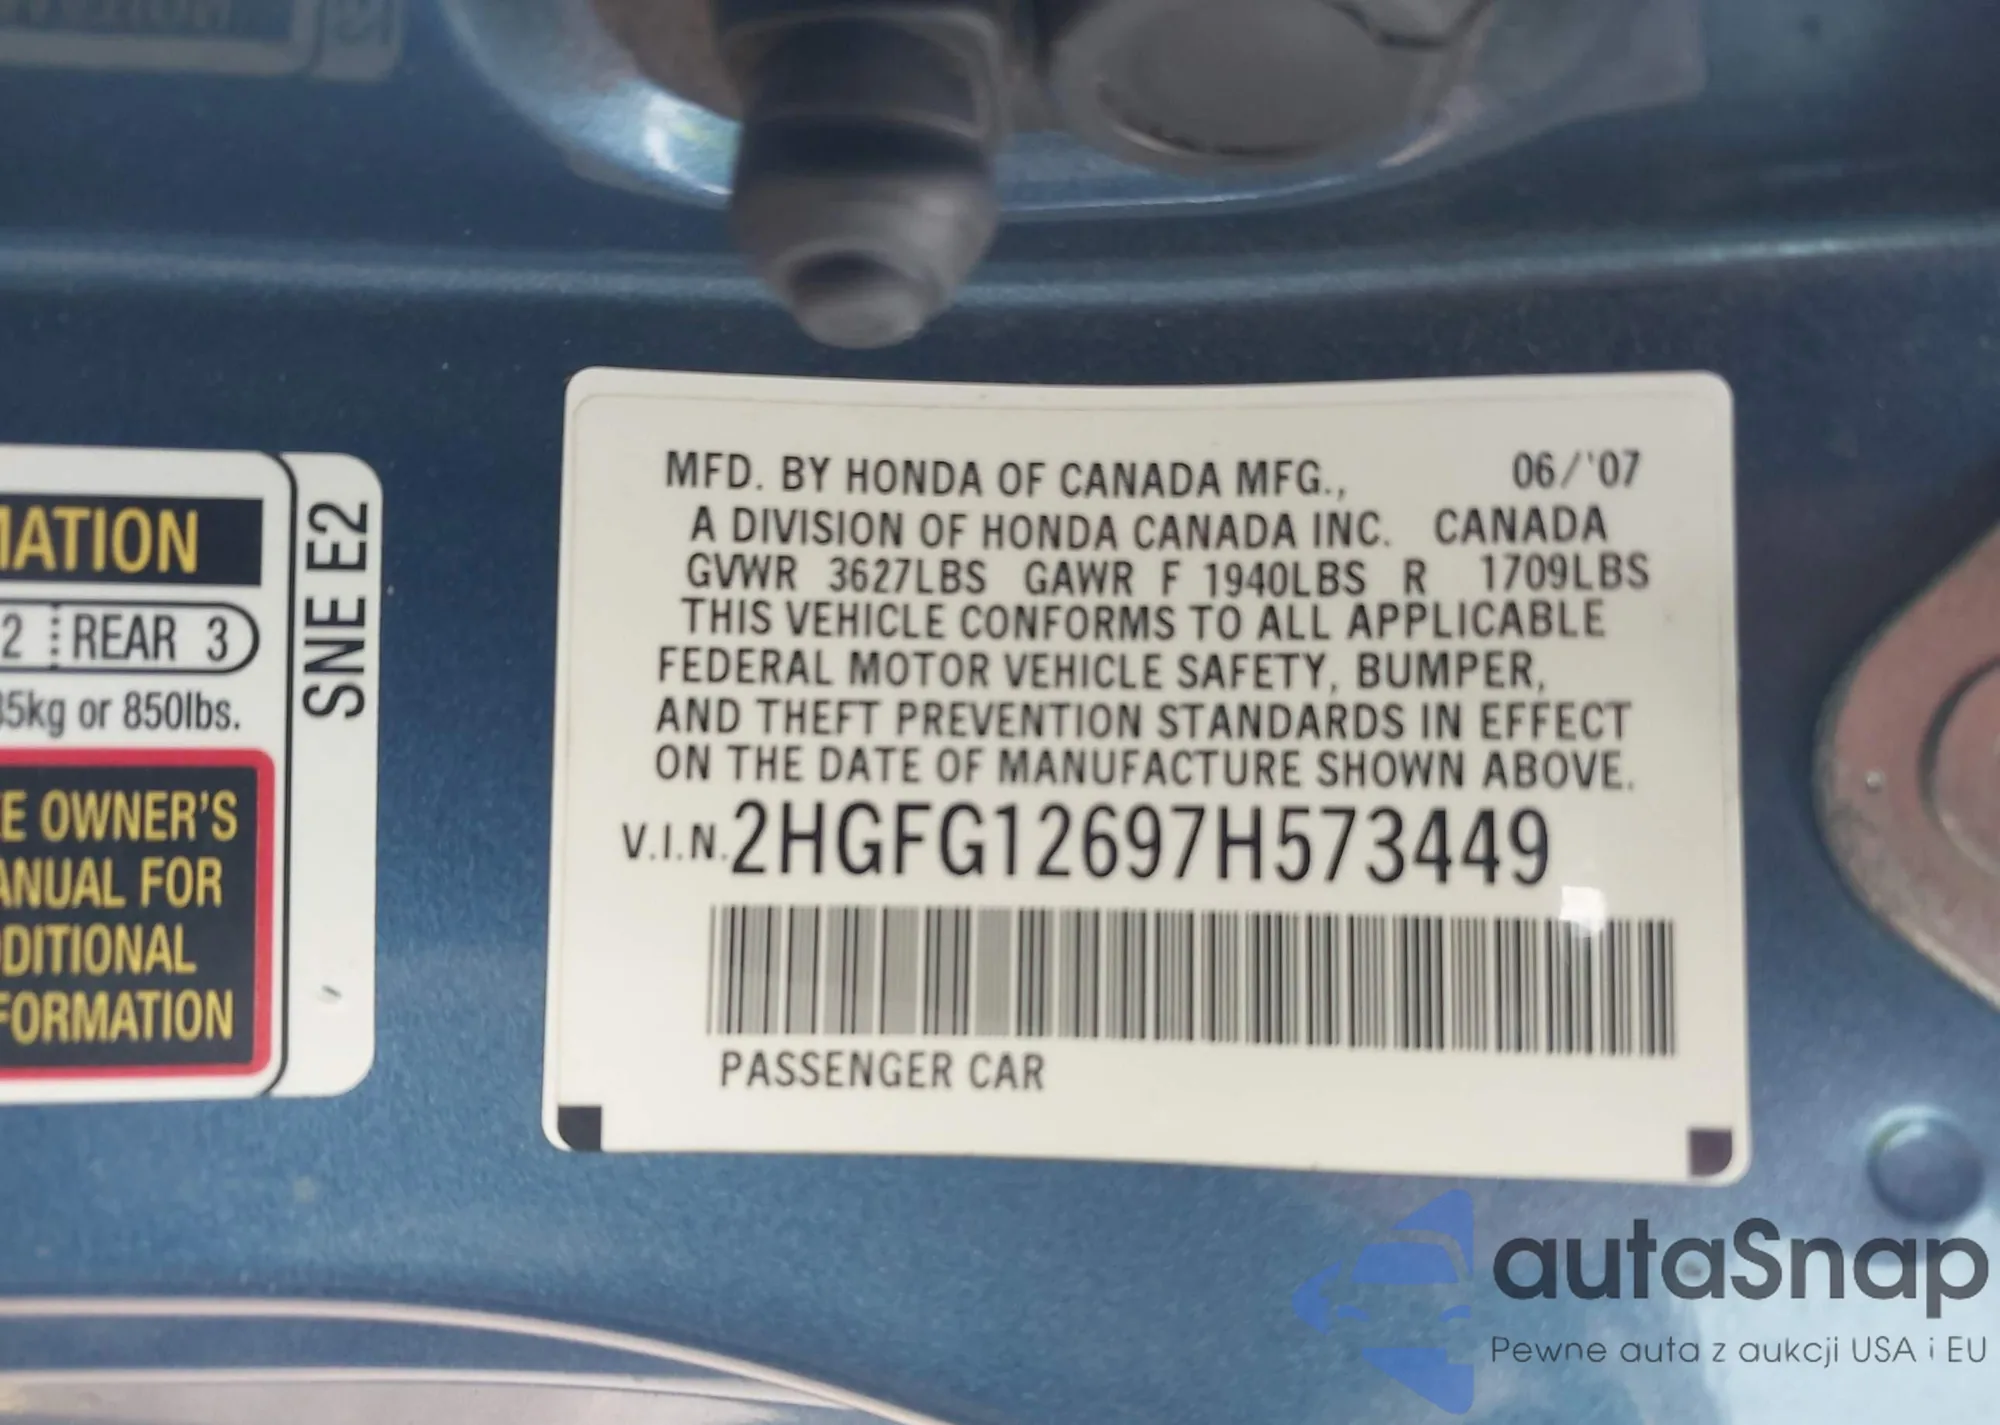 MATION
2 REAR 3
35kg or 850lbs.
E OWNER'S
ANUAL FOR
DDITIONAL
FORMATION
SNE E2
MFD. BY HONDA OF CANADA MFG., 06/'07
A DIVISION OF HONDA CANADA INC. CANADA
GVWR 3627LBS GAWR F 1940LBS R 1709LBS
THIS VEHICLE CONFORMS TO ALL APPLICABLE
FEDERAL MOTOR VEHICLE SAFETY, BUMPER,
AND THEFT PREVENTION STANDARDS IN EFFECT
ON THE DATE OF MANUFACTURE SHOWN ABOVE.
V.I.N. 2HGFG12697H573449
PASSENGER CAR
autaSnap
Pewne auta z aukcji USA i EU